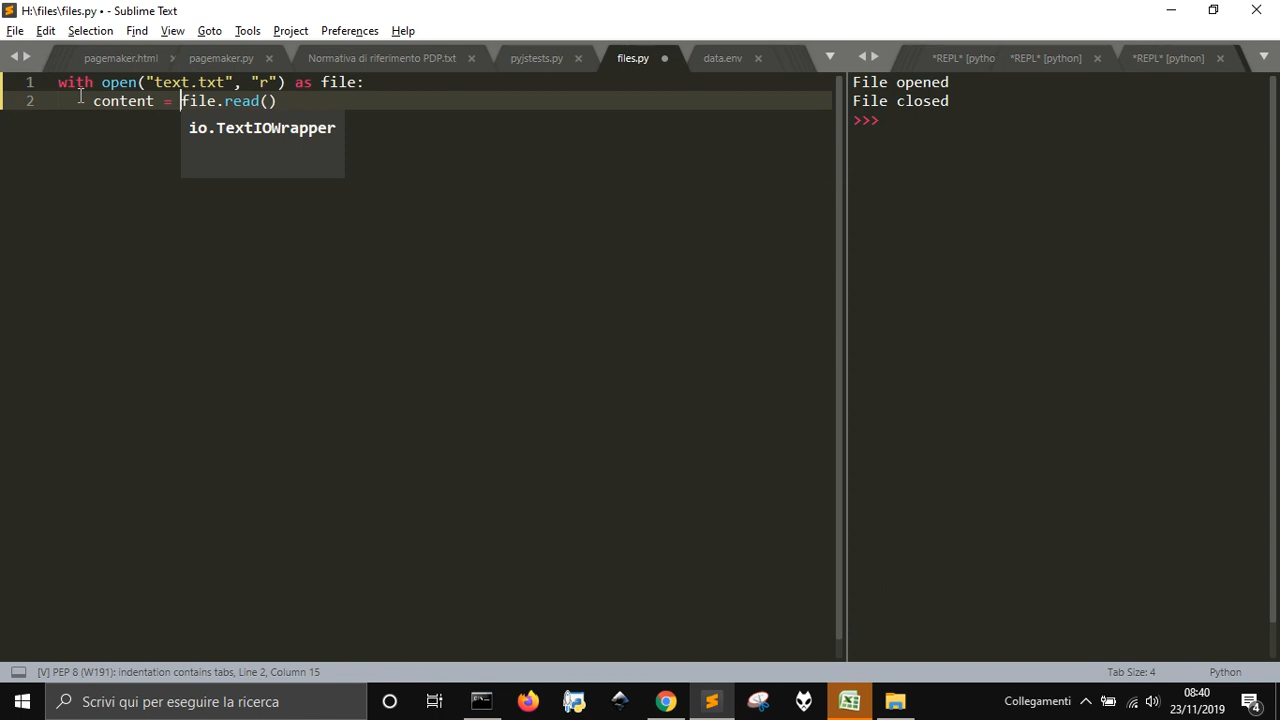 H:\files\files.py • - Sublime Text
File Edit Selection Find View Goto Tools Project Preferences Help
pagemaker.html pagemaker.py Normativa di riferimento PDP.txt pyjstests.py files.py data.env *REPL* [pytho *REPL* [python] *REPL* [python]
1 with open("text.txt", "r") as file:
2 content = file.read()
io.TextIOWrapper
File opened
File closed
>>>
[V] PEP 8 (W191): indentation contains tabs, Line 2, Column 15 Tab Size: 4 Python
Scrivi qui per eseguire la ricerca Collegamenti 08:40
23/11/2019 4